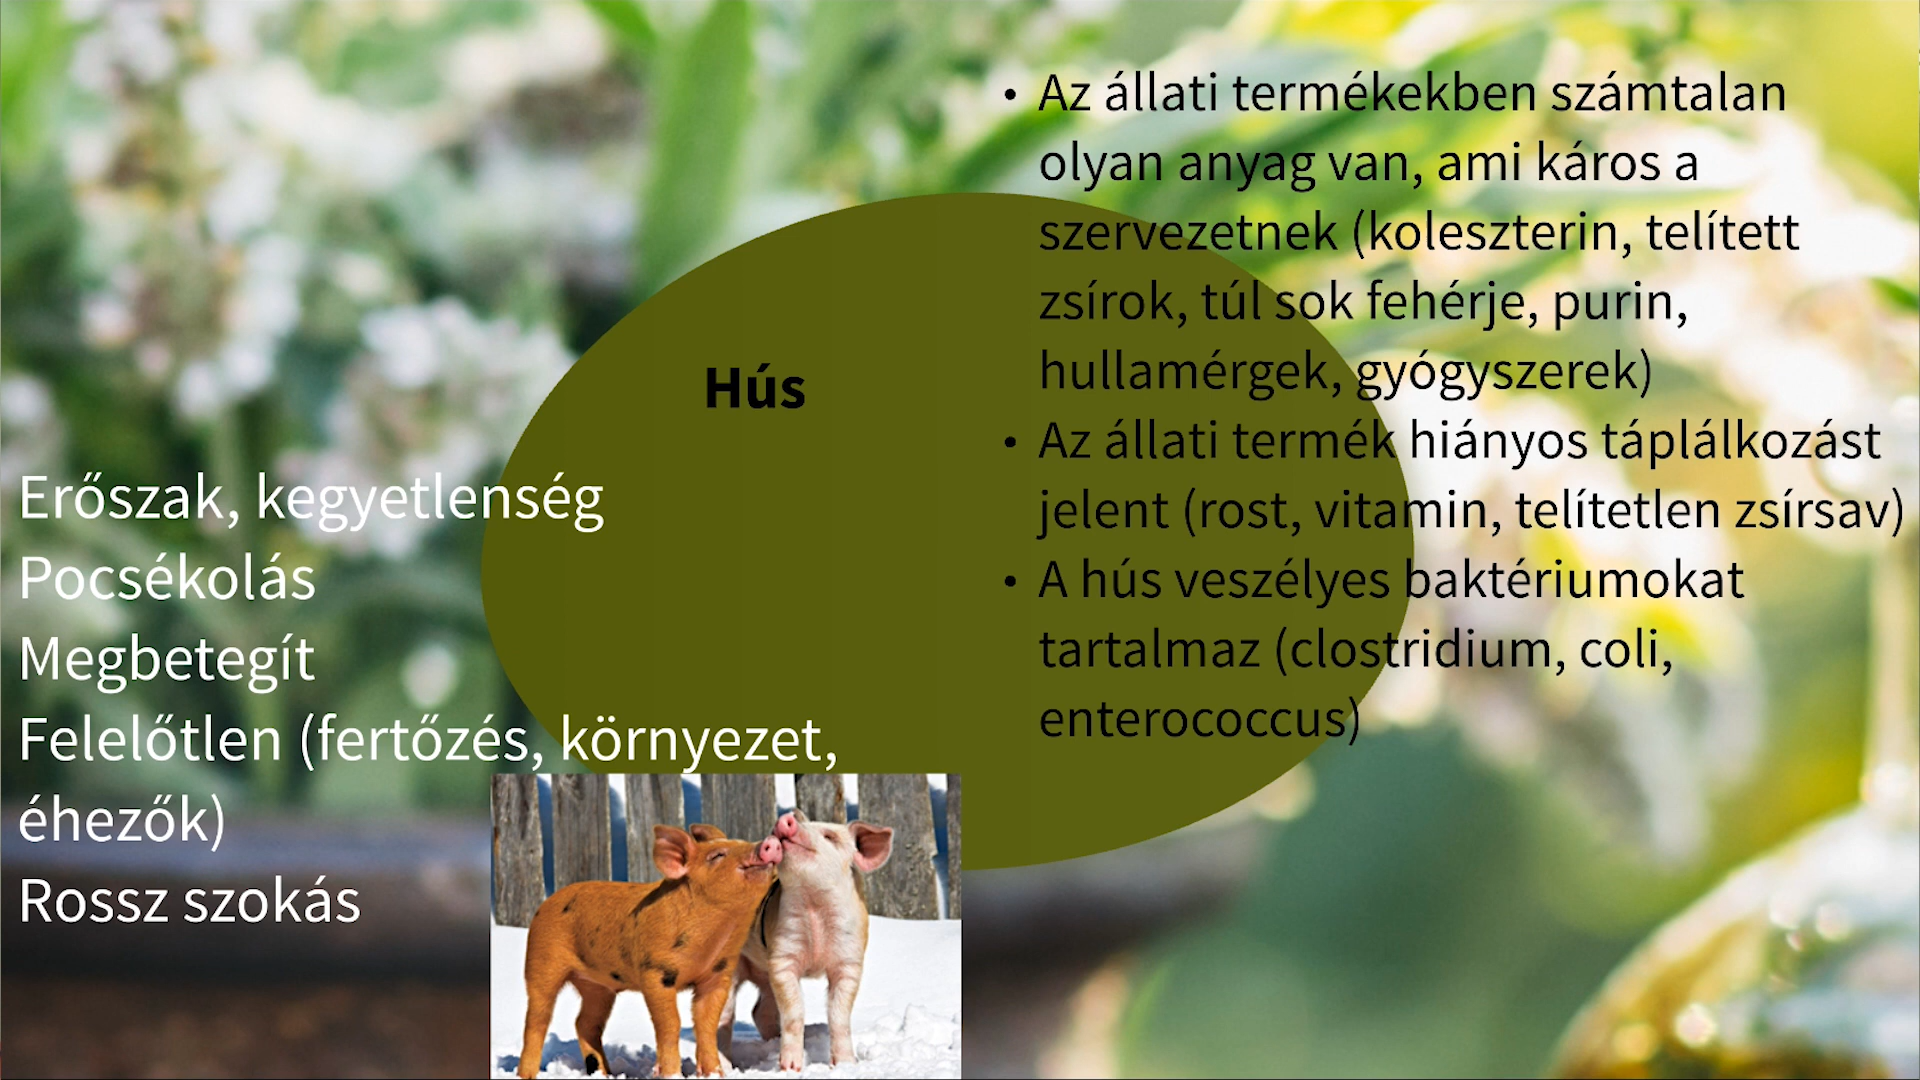 Hús
Erőszak, kegyetlenség
Pocsékolás
Megbetegít
Felelőtlen (fertőzés, környezet,
éhezők)
Rossz szokás
• Az állati termékekben számtalan
olyan anyag van, ami káros a
szervezetnek (koleszterin, telített
zsírok, túl sok fehérje, purin,
hullamérgek, gyógyszerek)
• Az állati termék hiányos táplálkozást
jelent (rost, vitamin, telítetlen zsírsav)
• A hús veszélyes baktériumokat
tartalmaz (clostridium, coli,
enterococcus)